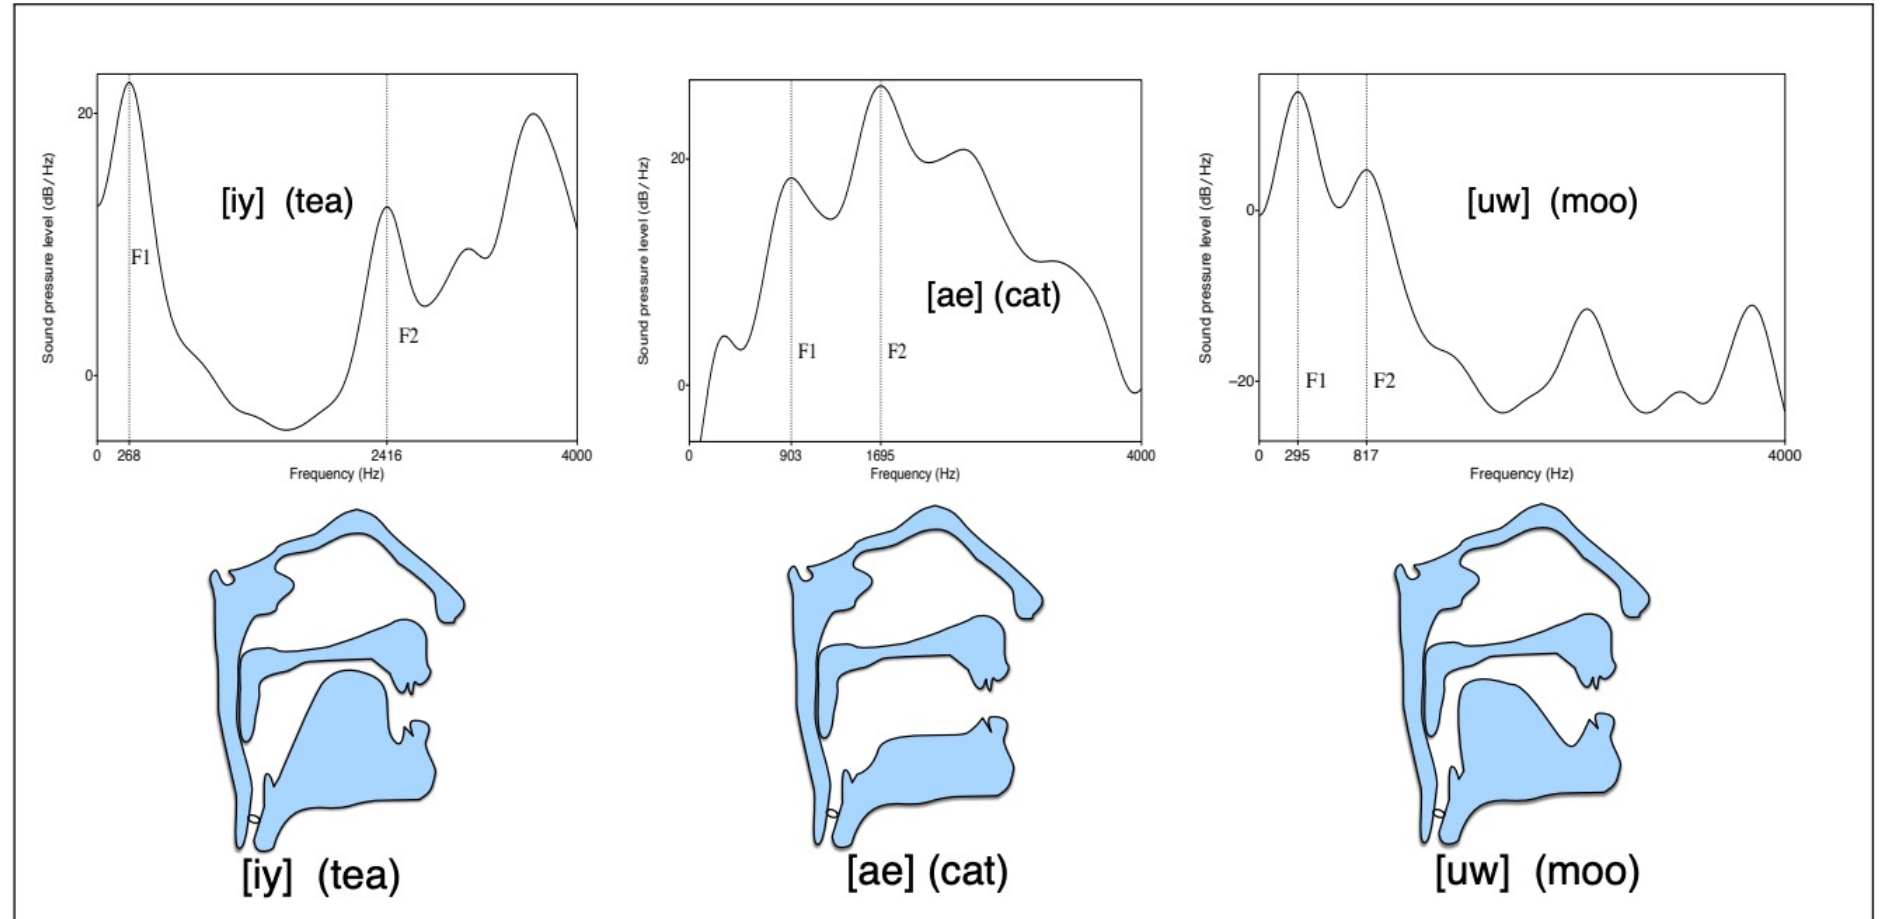 Sound pressure level (dB / Hz)
20
0
[iy] (tea)
F1
F2
0 268 2416 4000
Frequency (Hz)
Sound pressure level (dB / Hz)
20
0
[ae] (cat)
F1 F2
0 903 1695 4000
Frequency (Hz)
Sound pressure level (dB / Hz)
0
−20
[uw] (moo)
F1 F2
0 295 817 4000
Frequency (Hz)
[iy] (tea)
[ae] (cat)
[uw] (moo)